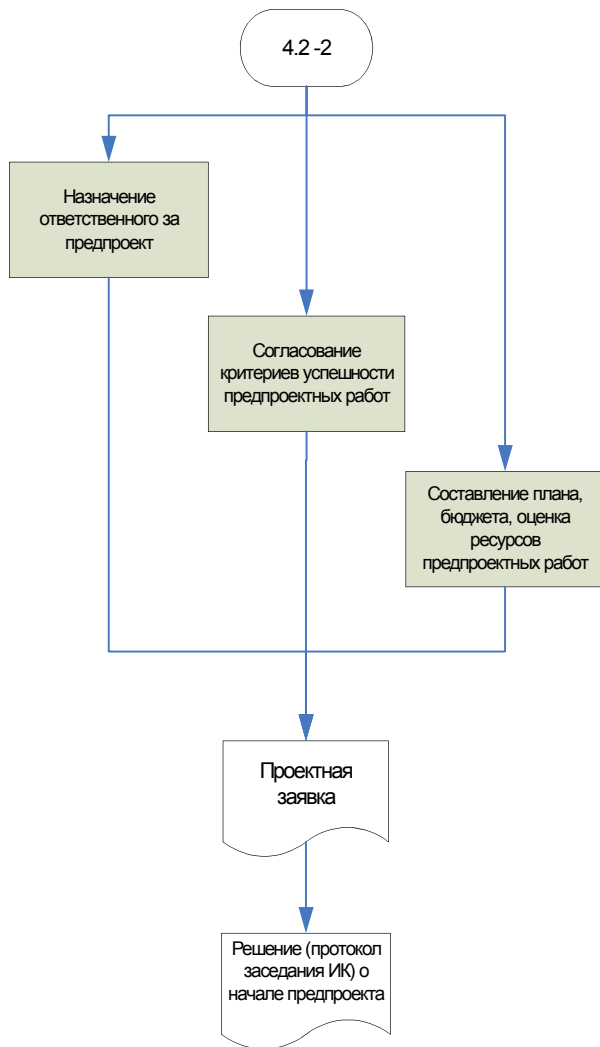 4.2 -2
Назначение
ответственного за
предпроект
Согласование
критериев успешности
предпроектных работ
Составление плана,
бюджета, оценка
ресурсов
предпроектных работ
Проектная
заявка
Решение (протокол
заседания ИК) о
начале предпроекта